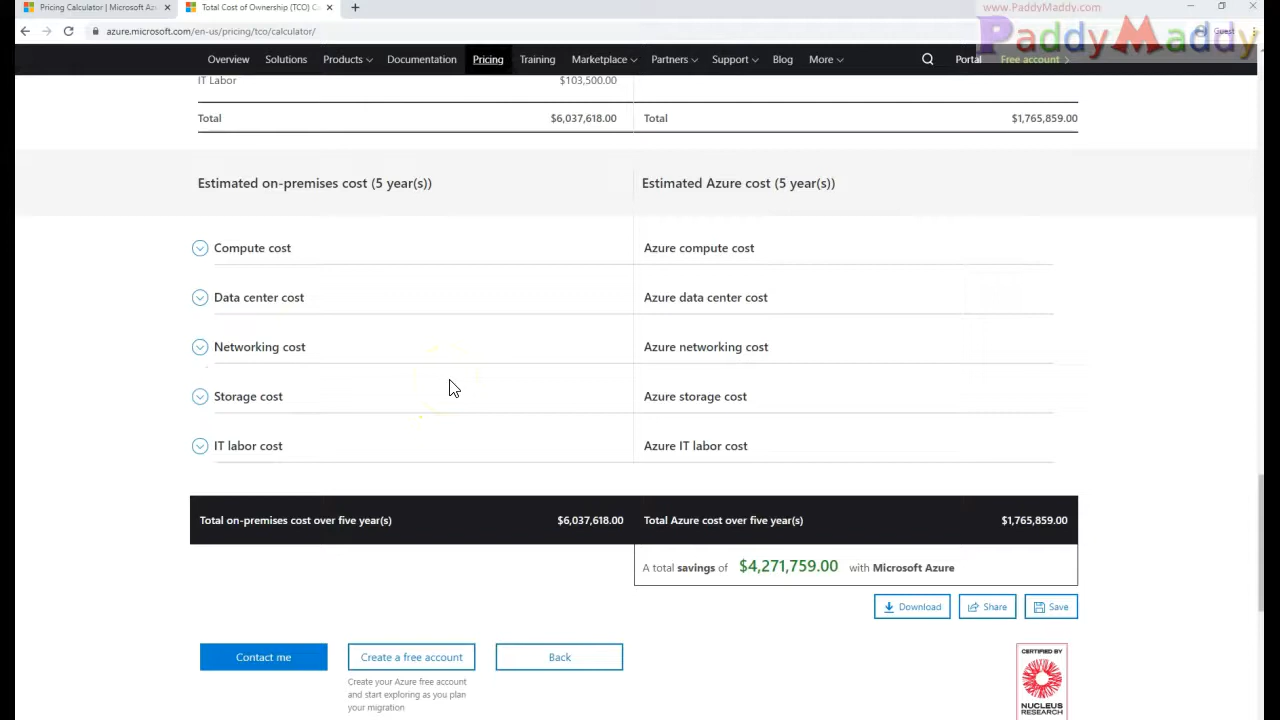 Pricing Calculator | Microsoft Az
Total Cost of Ownership (TCO) C
www.PaddyMaddy.com
PaddyMaddy.
azure.microsoft.com/en-us/pricing/tco/calculator/
Guest
Overview Solutions Products Documentation Pricing Training Marketplace Partners Support Blog More Portal Free account
IT Labor $103,500.00
Total $6,037,618.00 Total $1,765,859.00
Estimated on-premises cost (5 year(s)) Estimated Azure cost (5 year(s))
Compute cost Azure compute cost
Data center cost Azure data center cost
Networking cost Azure networking cost
Storage cost Azure storage cost
IT labor cost Azure IT labor cost
Total on-premises cost over five year(s) $6,037,618.00 Total Azure cost over five year(s) $1,765,859.00
A total savings of $4,271,759.00 with Microsoft Azure
Download Share Save
Contact me Create a free account Back
Create your Azure free account
and start exploring as you plan
your migration
CERTIFIED BY
NUCLEUS
RESEARCH